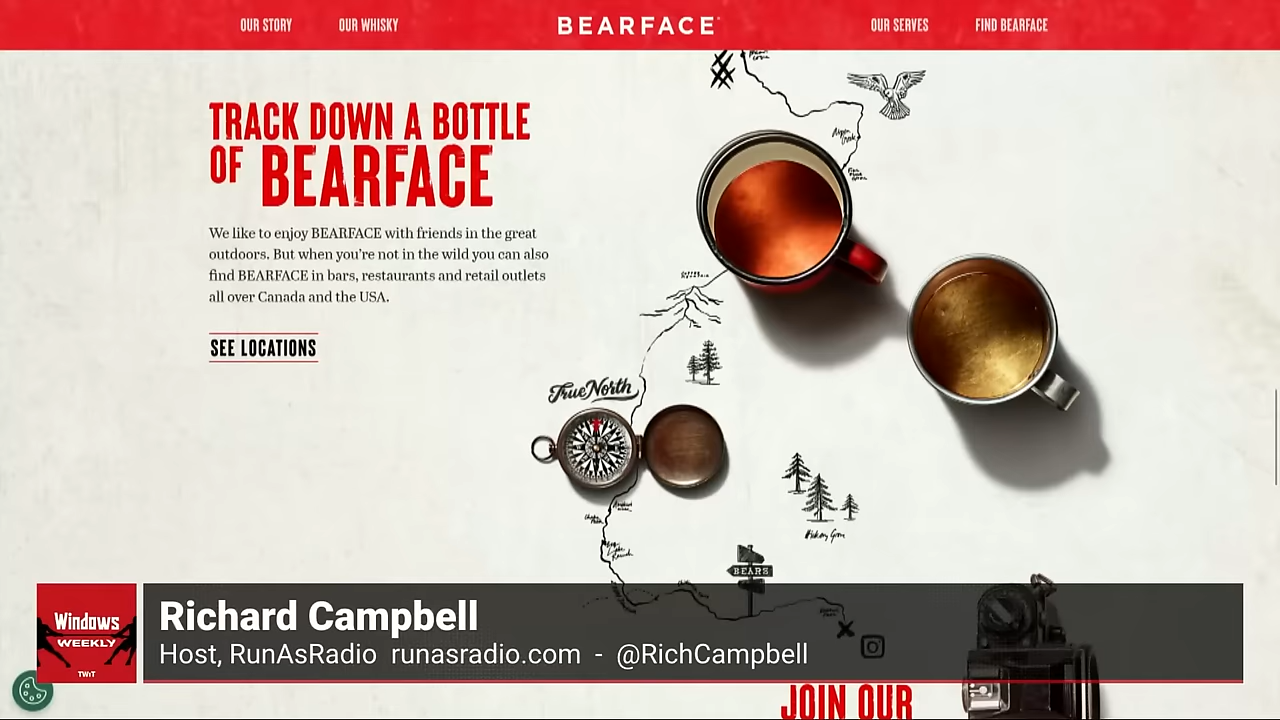 OUR STORY
OUR WHISKY
BEARFACE
OUR SERVES
FIND BEARFACE
TRACK DOWN A BOTTLE
OF BEARFACE
We like to enjoy BEARFACE with friends in the great
outdoors. But when you're not in the wild you can also
find BEARFACE in bars, restaurants and retail outlets
all over Canada and the USA.
SEE LOCATIONS
True North
Hickory Grove
BEARS
Windows
WEEKLY
TWiT
Richard Campbell
Host, RunAsRadio runasradio.com - @RichCampbell
JOIN OUR